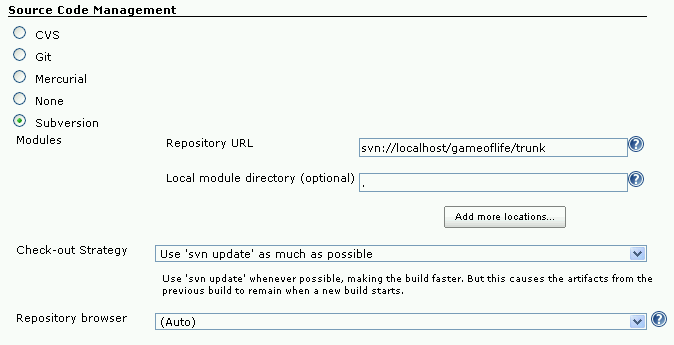 Source Code Management
CVS
Git
Mercurial
None
Subversion
Modules
Repository URL
svn://localhost/gameoflife/trunk
Local module directory (optional)
.
Add more locations...
Check-out Strategy
Use 'svn update' as much as possible
Use 'svn update' whenever possible, making the build faster. But this causes the artifacts from the
previous build to remain when a new build starts.
Repository browser
(Auto)